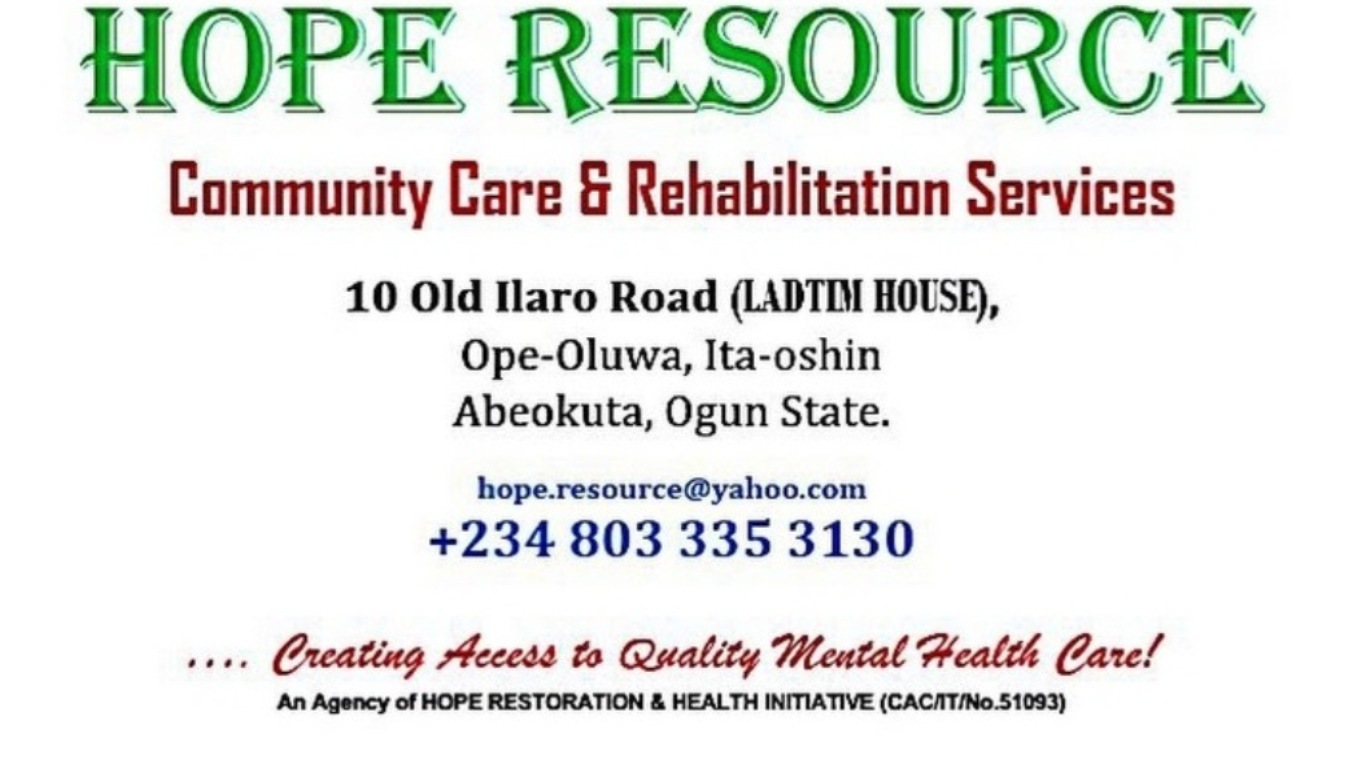 HOPE RESOURCE
Community Care & Rehabilitation Services
10 Old Ilaro Road (LADTIM HOUSE),
Ope-Oluwa, Ita-oshin
Abeokuta, Ogun State.
hope.resource@yahoo.com
+234 803 335 3130
.... Creating Access to Quality Mental Health Care!
An Agency of HOPE RESTORATION & HEALTH INITIATIVE (CAC/IT/No.51093)